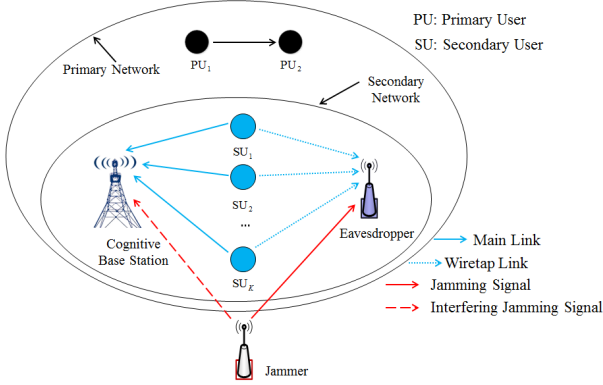 PU: Primary User
SU: Secondary User
PU1
PU2
Primary Network
Secondary
Network
SU1
SU2
...
SUK
Cognitive
Base Station
Eavesdropper
Main Link
Wiretap Link
Jamming Signal
Interfering Jamming Signal
Jammer